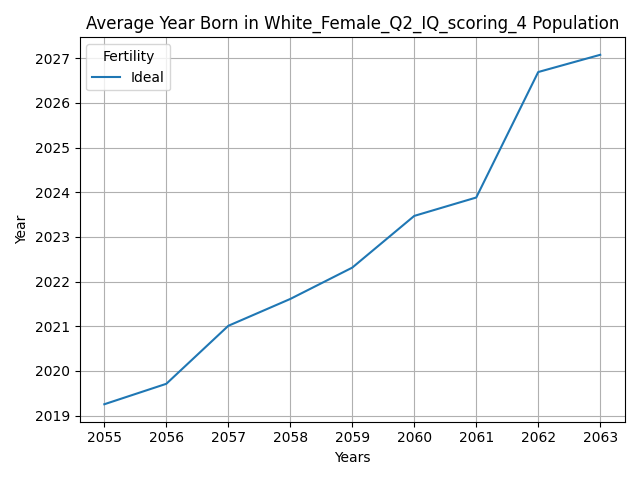 Average Year Born in White_Female_Q2_IQ_scoring_4 Population
Fertility
Ideal
2027
2026
2025
2024
2023
2022
2021
2020
2019
Year
2055 2056 2057 2058 2059 2060 2061 2062 2063
Years